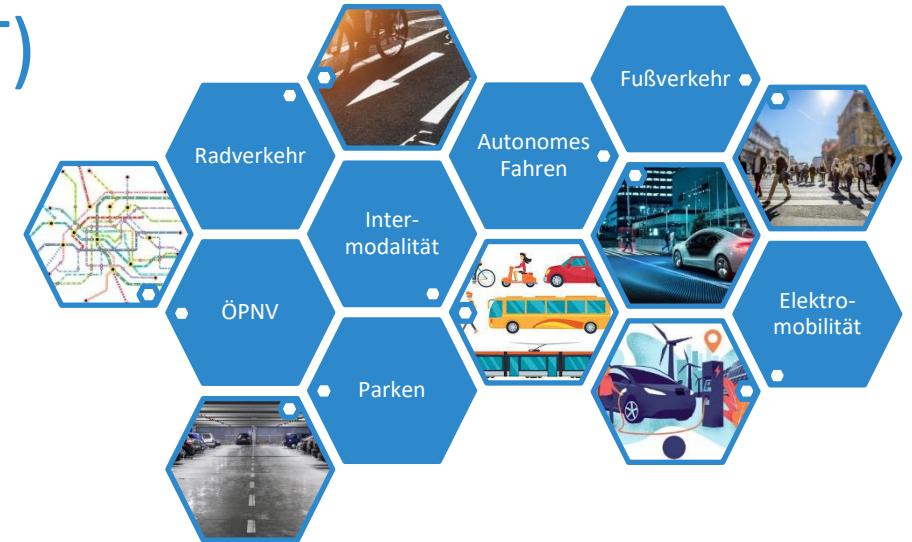 T)
Fußverkehr
Radverkehr
Autonomes
Fahren
Inter-
modalität
ÖPNV
Elektro-
mobilität
Parken